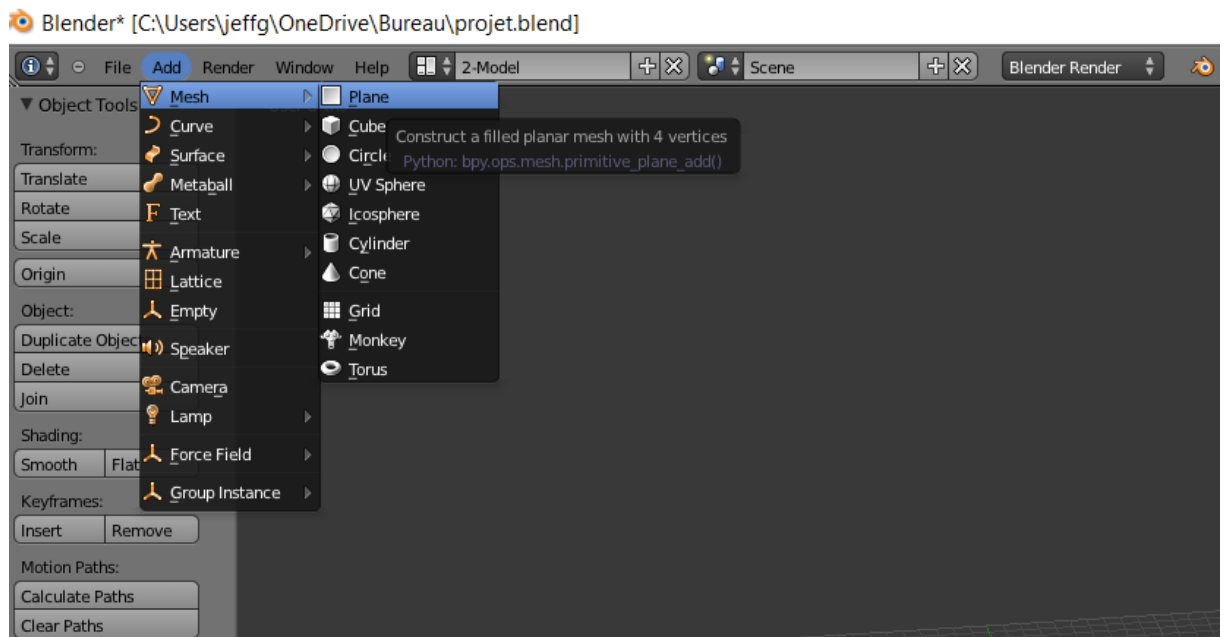 Blender* [C:\Users\jeffg\OneDrive\Bureau\projet.blend]
File Add Render Window Help 2-Model Scene Blender Render
Object Tools
Transform:
Translate
Rotate
Scale
Origin
Object:
Duplicate Objec
Delete
Join
Shading:
Smooth Flat
Keyframes:
Insert Remove
Motion Paths:
Calculate Paths
Clear Paths
Mesh
Curve
Surface
Metaball
Text
Armature
Lattice
Empty
Speaker
Camera
Lamp
Force Field
Group Instance
Plane
Cube
Circle
UV Sphere
Icosphere
Cylinder
Cone
Grid
Monkey
Torus
Construct a filled planar mesh with 4 vertices
Python: bpy.ops.mesh.primitive_plane_add()